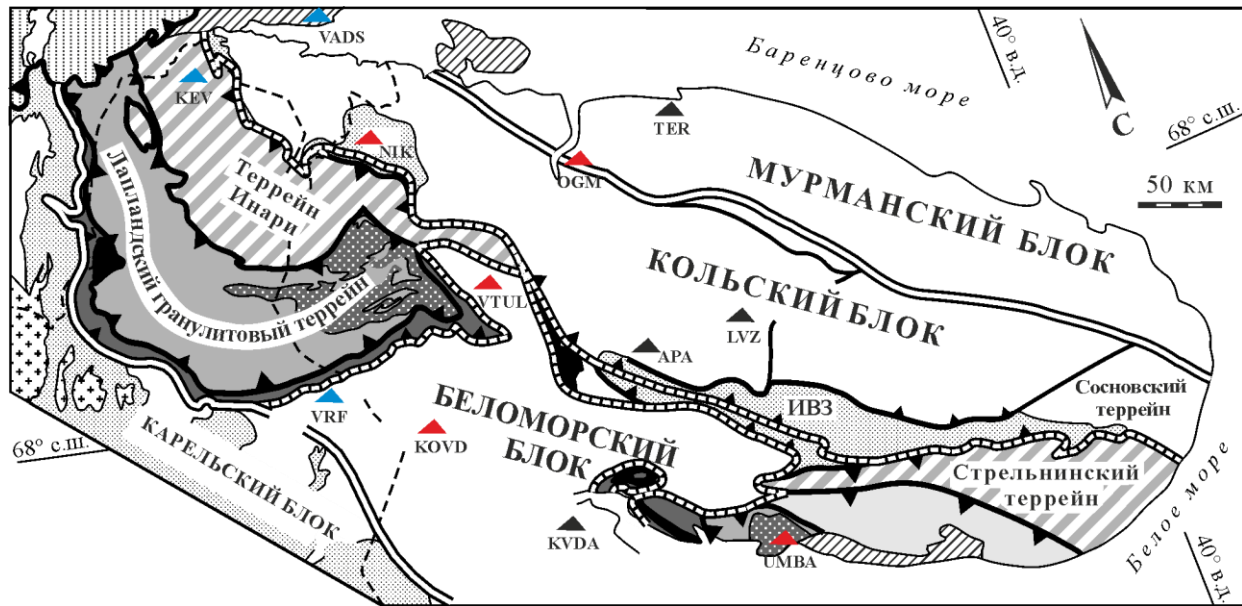 VADS
Баренцово море
40° в.д.
С
68° с.ш.
KEV
TER
NIK
OGM
50 км
Террейн
Инари
Лапландский гранулитовый террейн
МУРМАНСКИЙ БЛОК
КОЛЬСКИЙ БЛОК
VTUL
LVZ
APA
Сосновский
террейн
ИВЗ
БЕЛОМОРСКИЙ
БЛОК
VRF
KOVD
68° с.ш.
КАРЕЛЬСКИЙ БЛОК
Стрельнинский
террейн
Белое море
KVDA
UMBA
40° в.д.